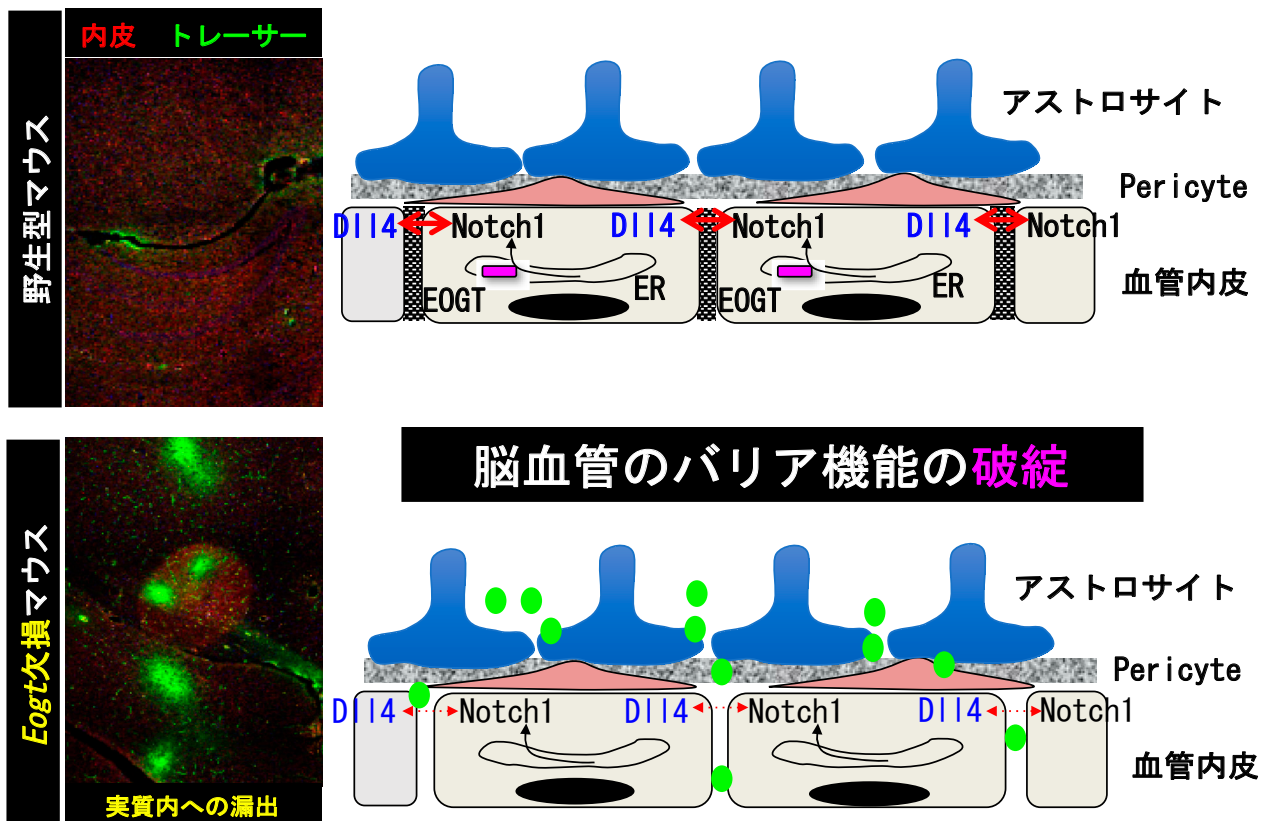 内皮 トレーサー
野生型マウス
アストロサイト
Pericyte
Dll4 Notch1 Dll4 Notch1 Dll4 Notch1
EOGT ER EOGT ER
血管内皮
脳血管のバリア機能の破綻
Eogt欠損マウス
アストロサイト
Pericyte
Dll4 Notch1 Dll4 Notch1 Dll4 Notch1
血管内皮
実質内への漏出